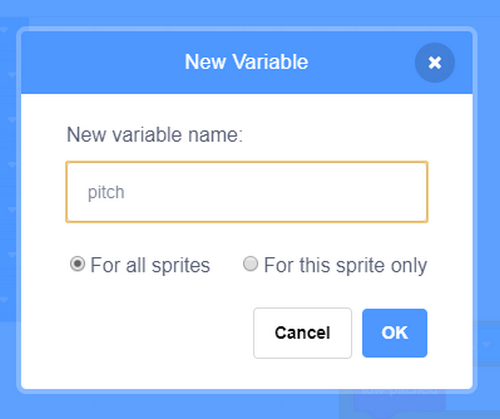 New Variable
New variable name:
pitch
For all sprites
For this sprite only
Cancel
OK